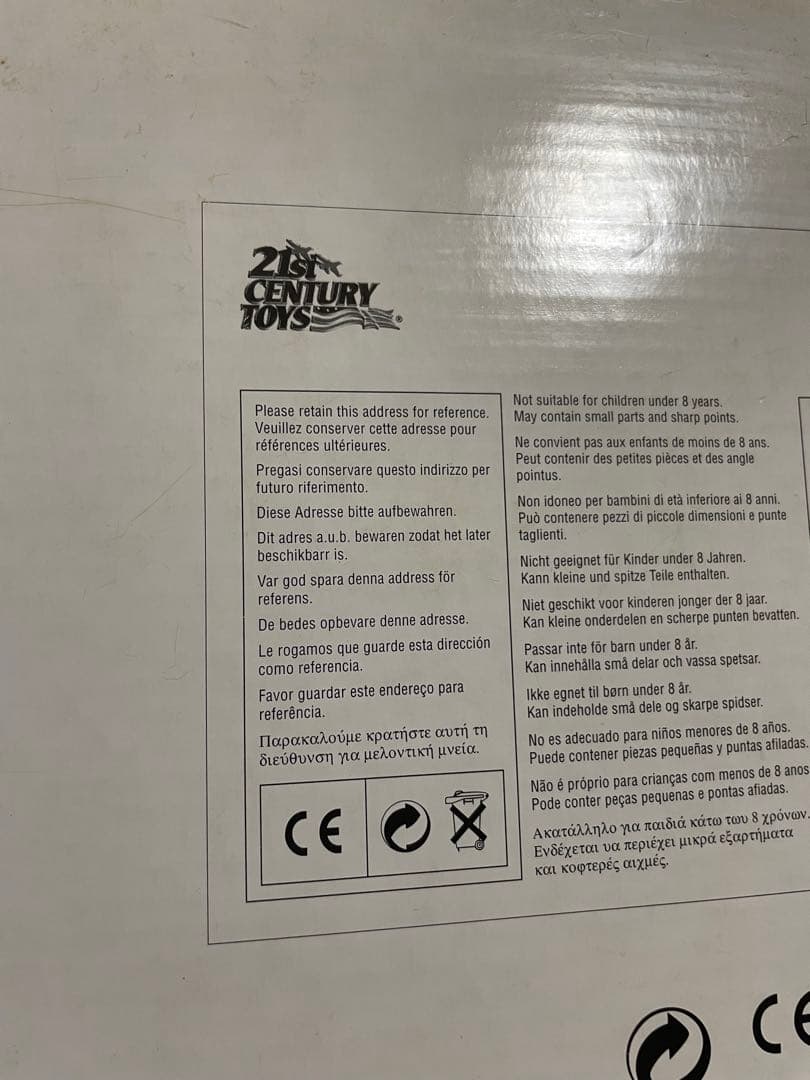 21st
CENTURY
TOYS®
Please retain this address for reference.
Veuillez conserver cette adresse pour
références ultérieures.
Pregasi conservare questo indirizzo per
futuro riferimento.
Diese Adresse bitte aufbewahren.
Dit adres a.u.b. bewaren zodat het later
beschikbarr is.
Var god spara denna address för
referens.
De bedes opbevare denne adresse.
Le rogamos que guarde esta dirección
como referencia.
Favor guardar este endereço para
referência.
Παρακαλούμε κρατήστε αυτή τη
διεύθυνση για μελοντική μνεία.
CE
Not suitable for children under 8 years.
May contain small parts and sharp points.
Ne convient pas aux enfants de moins de 8 ans.
Peut contenir des petites pièces et des angle
pointus.
Non idoneo per bambini di età inferiore ai 8 anni.
Può contenere pezzi di piccole dimensioni e punte
taglienti.
Nicht geeignet für Kinder under 8 Jahren.
Kann kleine und spitze Teile enthalten.
Niet geschikt voor kinderen jonger der 8 jaar.
Kan kleine onderdelen en scherpe punten bevatten.
Passar inte för barn under 8 år.
Kan innehålla små delar och vassa spetsar.
Ikke egnet til børn under 8 år.
Kan indeholde små dele og skarpe spidser.
No es adecuado para niños menores de 8 años.
Puede contener piezas pequeñas y puntas afiladas.
Não é próprio para crianças com menos de 8 anos
Pode conter peças pequenas e pontas afiadas.
Ακατάλληλο για παιδιά κάτω των 8 χρόνων.
Ενδέχεται υα περιέχει μικρά εξαρτήματα
και κοφτερές αιχμές.
CE